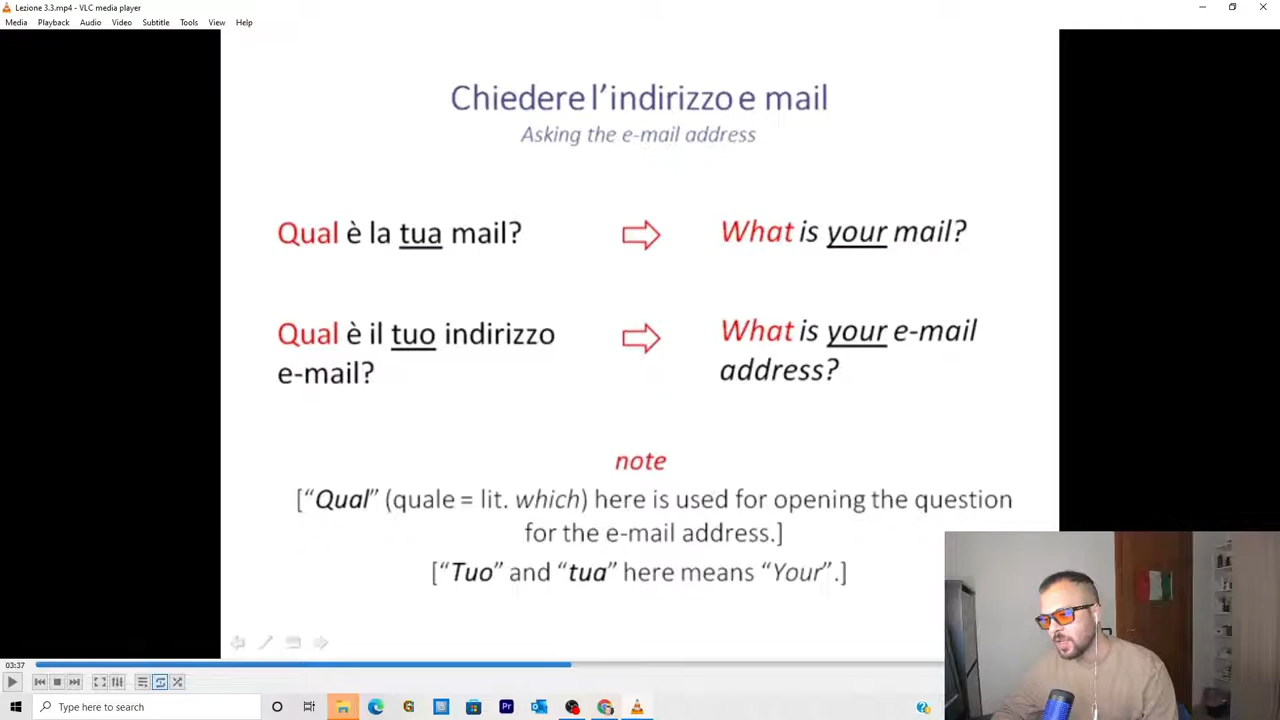 Lezione 3.3.mp4 - VLC media player
Media Playback Audio Video Subtitle Tools View Help
Chiedere l'indirizzo e mail
Asking the e-mail address
Qual è la tua mail?
What is your mail?
Qual è il tuo indirizzo
e-mail?
What is your e-mail
address?
note
["Qual" (quale = lit. which) here is used for opening the question
for the e-mail address.]
["Tuo" and "tua" here means "Your".]
03:37
Type here to search